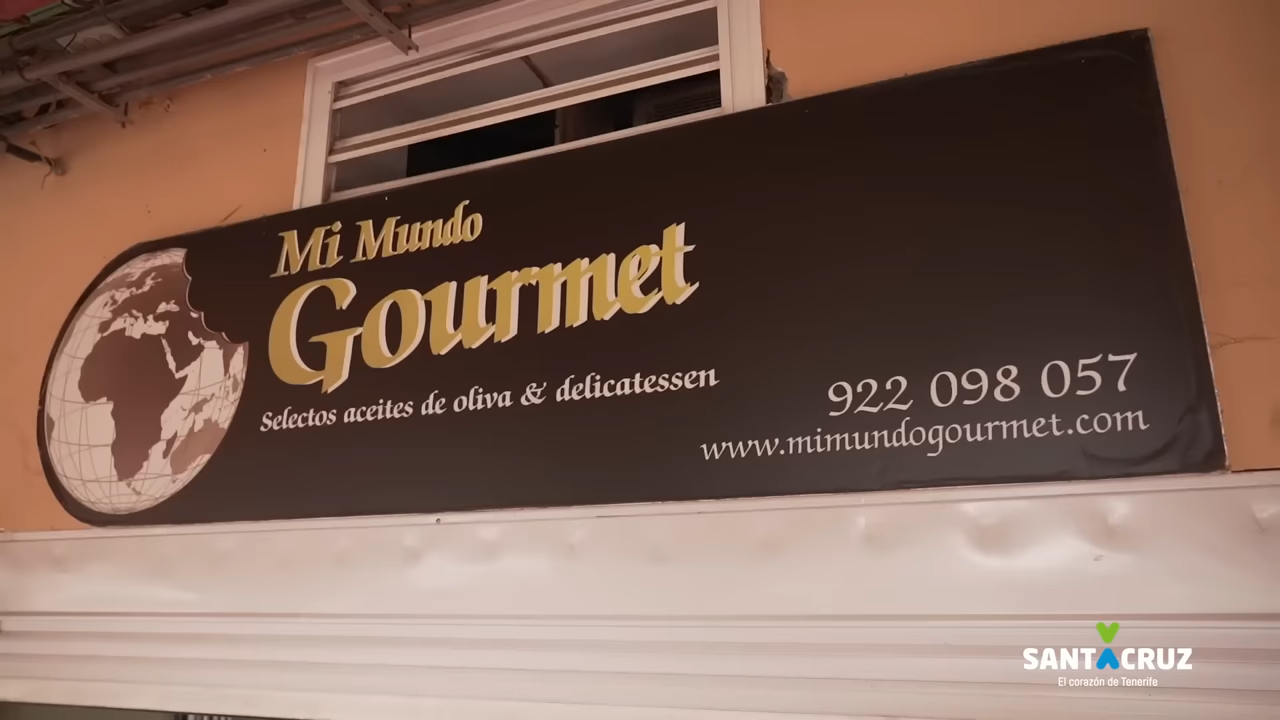 Mi Mundo
Gourmet
Selectos aceites de oliva & delicatessen
922 098 057
www.mimundogourmet.com
SANTACRUZ
El corazón de Tenerife